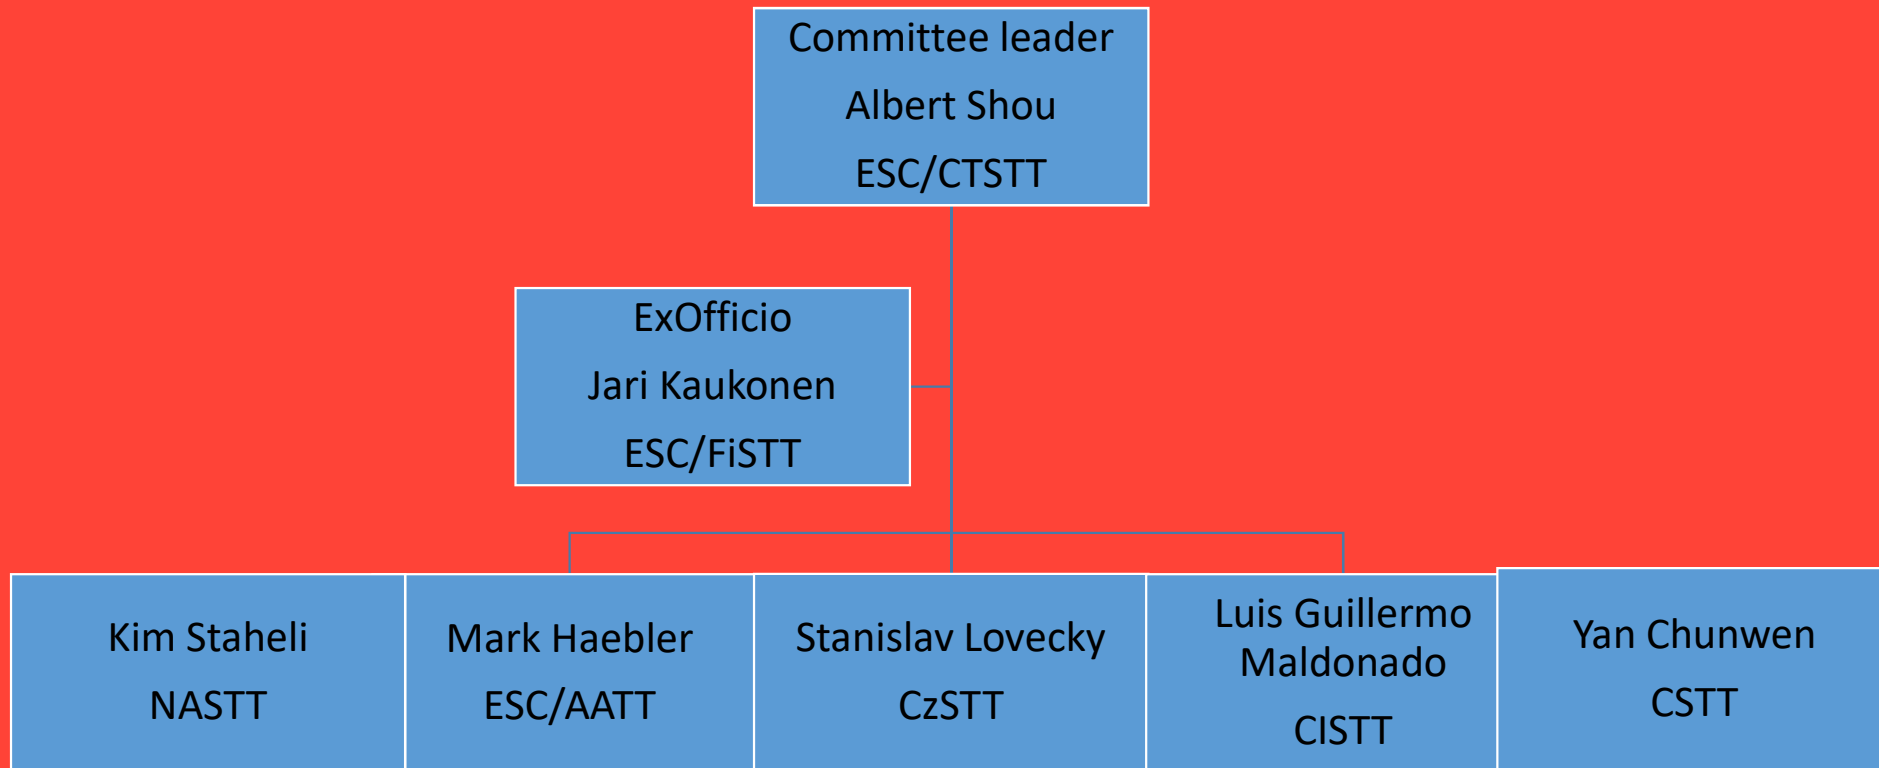 Committee leader
Albert Shou
ESC/CTSTT
ExOfficio
Jari Kaukonen
ESC/FiSTT
Kim Staheli
NASTT
Mark Haebler
ESC/AATT
Stanislav Lovecky
CzSTT
Luis Guillermo
Maldonado
CISTT
Yan Chunwen
CSTT